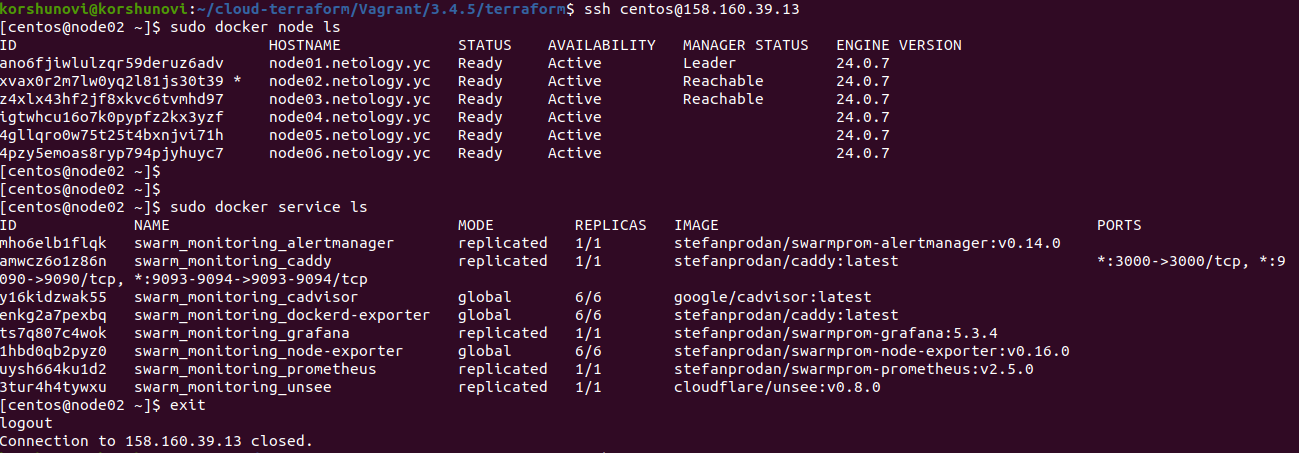 korshunovi@korshunovi:~/cloud-terraform/Vagrant/3.4.5/terraform$ ssh centos@158.160.39.13
[centos@node02 ~]$ sudo docker node ls
ID                            HOSTNAME             STATUS    AVAILABILITY   MANAGER STATUS   ENGINE VERSION
ano6fjiwlulzqr59deruz6adv     node01.netology.yc   Ready     Active         Leader           24.0.7
xvax0r2m7lw0yq2l81js30t39 *   node02.netology.yc   Ready     Active         Reachable        24.0.7
z4xlx43hf2jf8xkvc6tvmhd97     node03.netology.yc   Ready     Active         Reachable        24.0.7
igtwhcu16o7k0pypfz2kx3yzf     node04.netology.yc   Ready     Active                          24.0.7
4gllqro0w75t25t4bxnjvi71h     node05.netology.yc   Ready     Active                          24.0.7
4pzy5emoas8ryp794pjyhuyc7     node06.netology.yc   Ready     Active                          24.0.7
[centos@node02 ~]$
[centos@node02 ~]$
[centos@node02 ~]$ sudo docker service ls
ID             NAME                                MODE         REPLICAS   IMAGE                                          PORTS
mho6elb1flqk   swarm_monitoring_alertmanager       replicated   1/1        stefanprodan/swarmprom-alertmanager:v0.14.0
amwcz6o1z86n   swarm_monitoring_caddy              replicated   1/1        stefanprodan/caddy:latest                      *:3000->3000/tcp, *:9
090->9090/tcp, *:9093-9094->9093-9094/tcp
y16kidzwak55   swarm_monitoring_cadvisor           global       6/6        google/cadvisor:latest
enkg2a7pexbq   swarm_monitoring_dockerd-exporter   global       6/6        stefanprodan/caddy:latest
ts7q807c4wok   swarm_monitoring_grafana            replicated   1/1        stefanprodan/swarmprom-grafana:5.3.4
1hbd0qb2pyz0   swarm_monitoring_node-exporter      global       6/6        stefanprodan/swarmprom-node-exporter:v0.16.0
uysh664ku1d2   swarm_monitoring_prometheus         replicated   1/1        stefanprodan/swarmprom-prometheus:v2.5.0
3tur4h4tywxu   swarm_monitoring_unsee              replicated   1/1        cloudflare/unsee:v0.8.0
[centos@node02 ~]$ exit
logout
Connection to 158.160.39.13 closed.